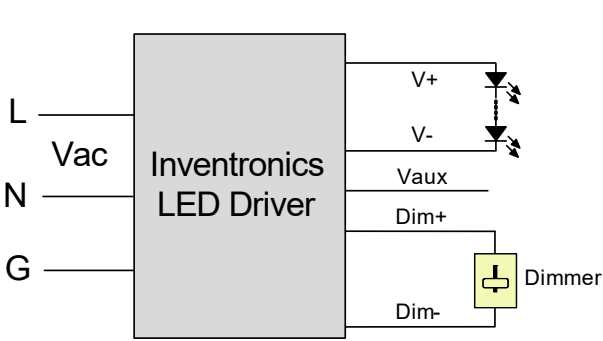 L
Vac
N
G
Inventronics
LED Driver
V+
V-
Vaux
Dim+
Dimmer
Dim-